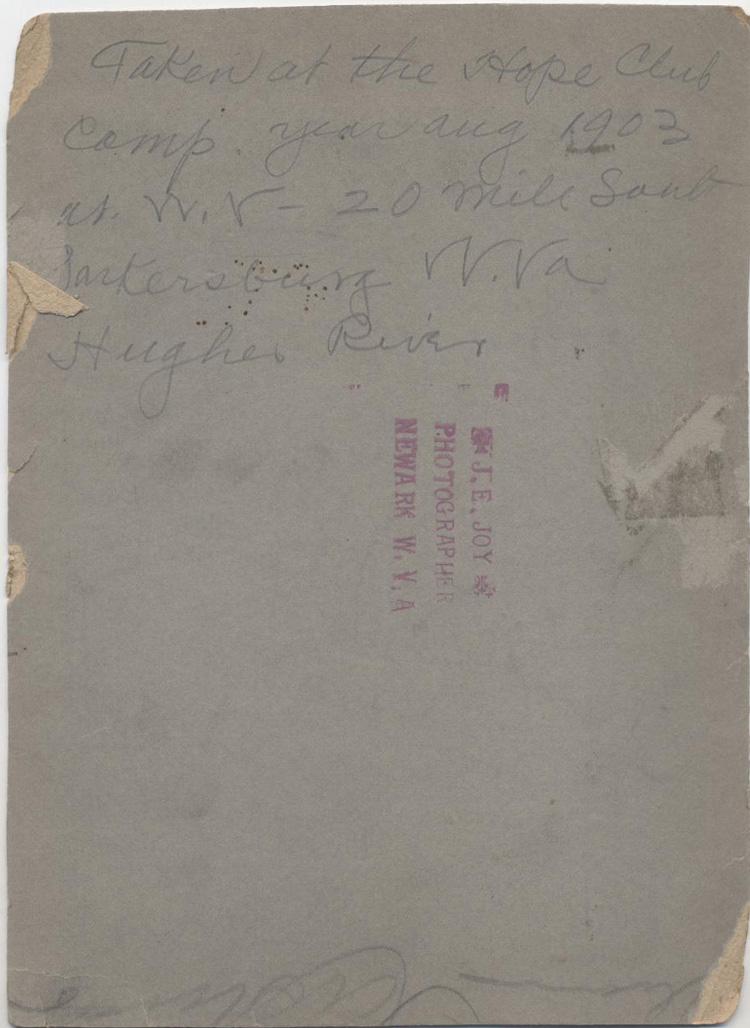 Taken at the Hope Club
Camp year aug 1903
at. W. V - 20 mile South
Parkersburg W. Va
Hughes River
J. E. JOY
PHOTOGRAPHER
NEWARK W. V. A